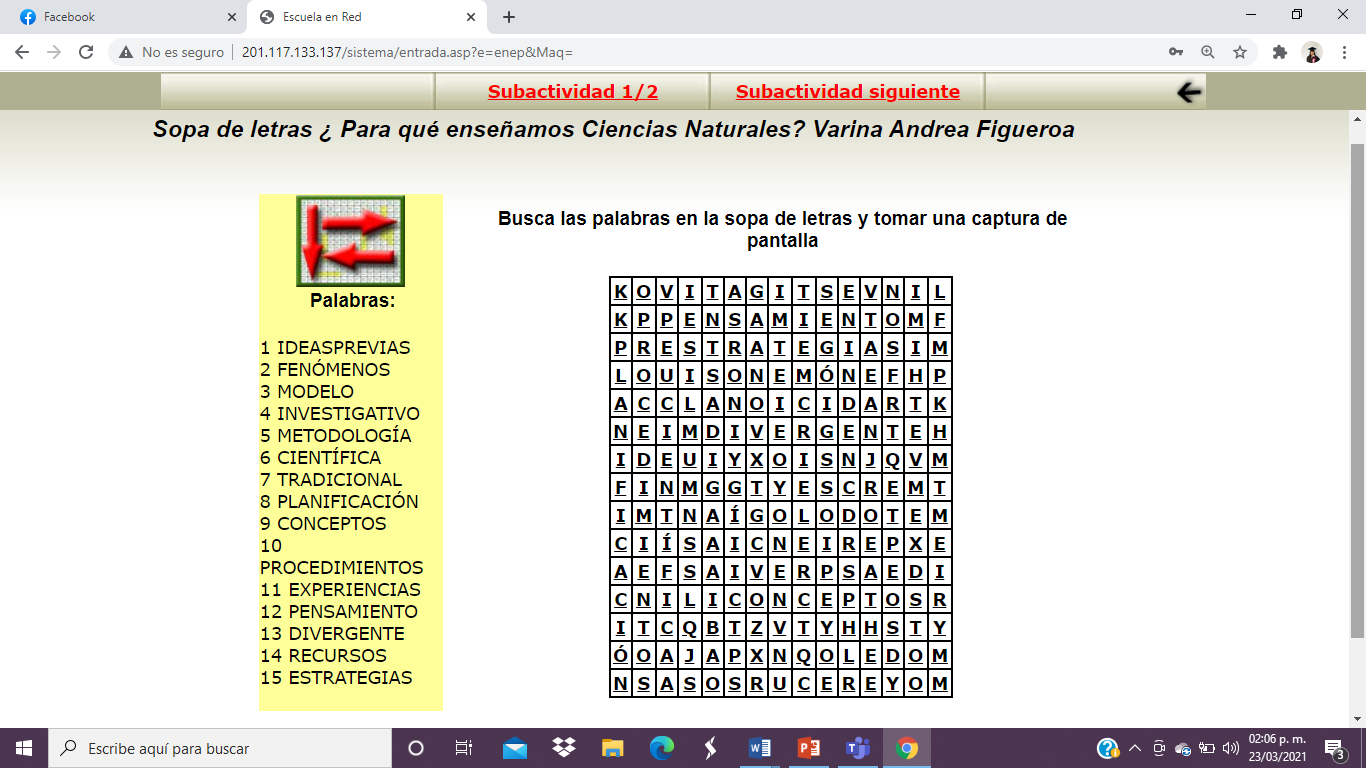 Facebook
Escuela en Red
No es seguro
201.117.133.137/sistema/entrada.asp?e=enep&Maq=
Subactividad 1/2
Subactividad siguiente
Sopa de letras ¿ Para qué enseñamos Ciencias Naturales? Varina Andrea Figueroa
Palabras:
1 IDEASPREVIAS
2 FENÓMENOS
3 MODELO
4 INVESTIGATIVO
5 METODOLOGÍA
6 CIENTÍFICA
7 TRADICIONAL
8 PLANIFICACIÓN
9 CONCEPTOS
10
PROCEDIMIENTOS
11 EXPERIENCIAS
12 PENSAMIENTO
13 DIVERGENTE
14 RECURSOS
15 ESTRATEGIAS
Busca las palabras en la sopa de letras y tomar una captura de
pantalla
K O V I T A G I T S E V N I L
K P P E N S A M I E N T O M F
P R E S T R A T E G I A S I M
L O U I S O N E M Ó N E F H P
A C C L A N O I C I D A R T K
N E I M D I V E R G E N T E H
I D E U I Y X O I S N J Q V M
F I N M G G T Y E S C R E M T
I M T N A Í G O L O D O T E M
C I Í S A I C N E I R E P X E
A E F S A I V E R P S A E D I
C N I L I C O N C E P T O S R
I T C Q B T Z V T Y H H S T Y
Ó O A J A P X N Q O L E D O M
N S A S O S R U C E R E Y O M
Escribe aquí para buscar
02:06 p. m.
23/03/2021
3